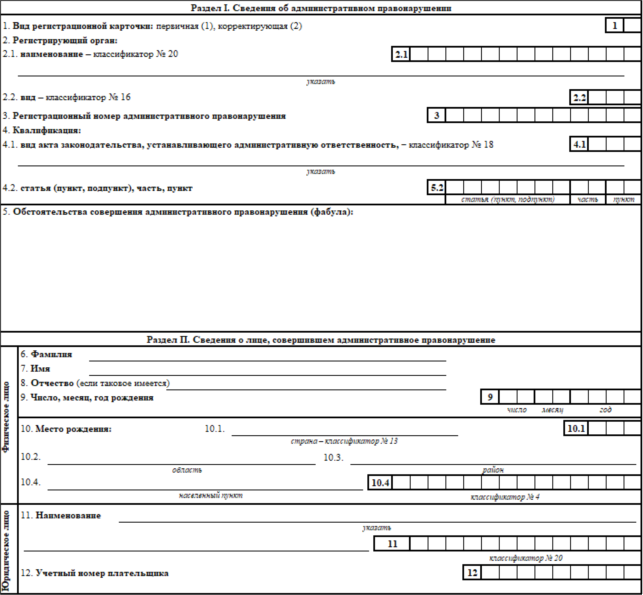 Раздел I. Сведения об административном правонарушении
1. Вид регистрационной карточки: первичная (1), корректирующая (2) 1
2. Регистрирующий орган:
2.1. наименование – классификатор № 20 2.1
указать
2.2. вид – классификатор № 16 2.2
3. Регистрационный номер административного правонарушения 3
4. Квалификация:
4.1. вид акта законодательства, устанавливающего административную ответственность, – классификатор № 18 4.1
указать
4.2. статья (пункт, подпункт), часть, пункт 5.2
статья (пункт, подпункт) часть пункт
5. Обстоятельства совершения административного правонарушения (фабула):
Раздел II. Сведения о лице, совершившем административное правонарушение
Физическое лицо
6. Фамилия
7. Имя
8. Отчество (если таковое имеется)
9. Число, месяц, год рождения 9
число месяц год
10. Место рождения: 10.1. 10.1
страна – классификатор № 13
10.2. 10.3.
область район
10.4. 10.4
населенный пункт классификатор № 4
Юридическое лицо
11. Наименование
указать
11
классификатор № 20
12. Учетный номер плательщика 12